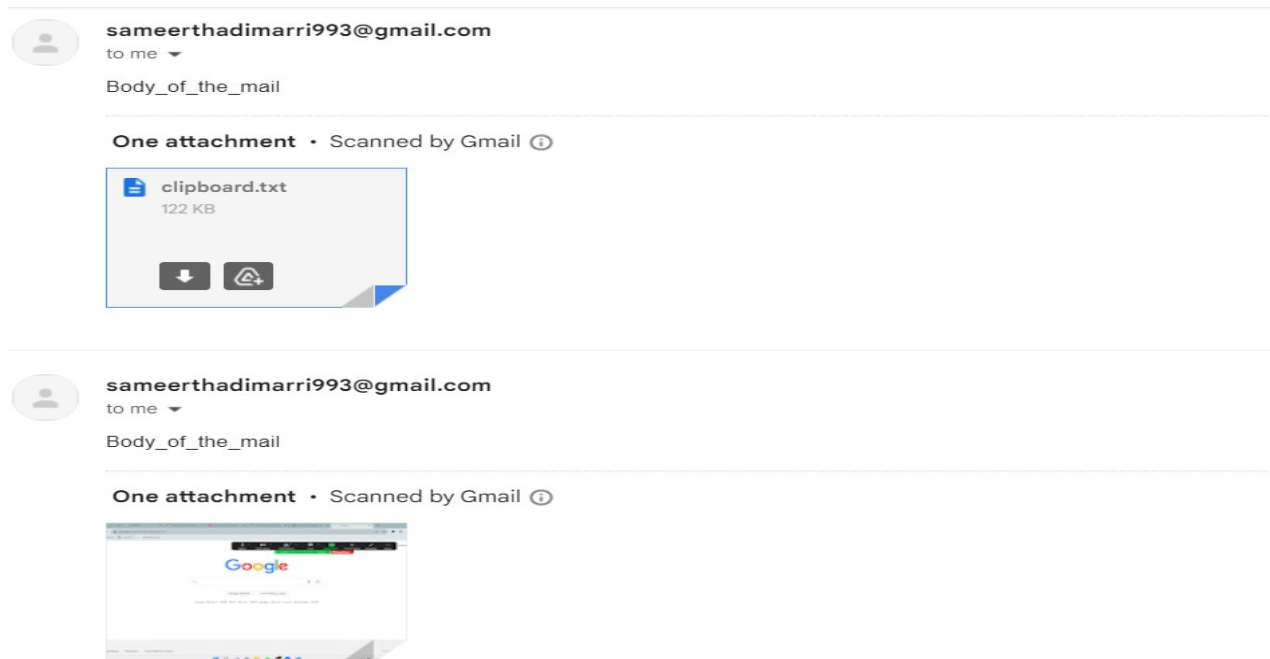 sameerthadimarri993@gmail.com
to me
Body_of_the_mail
One attachment • Scanned by Gmail
clipboard.txt
122 KB
sameerthadimarri993@gmail.com
to me
Body_of_the_mail
One attachment • Scanned by Gmail
Google